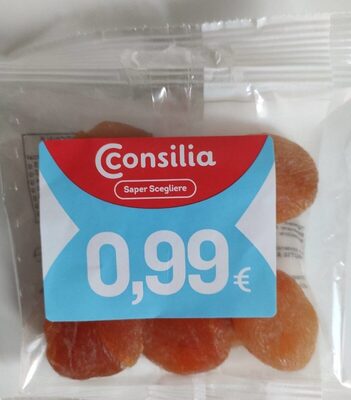 Consilia
Saper Scegliere
0,99 €